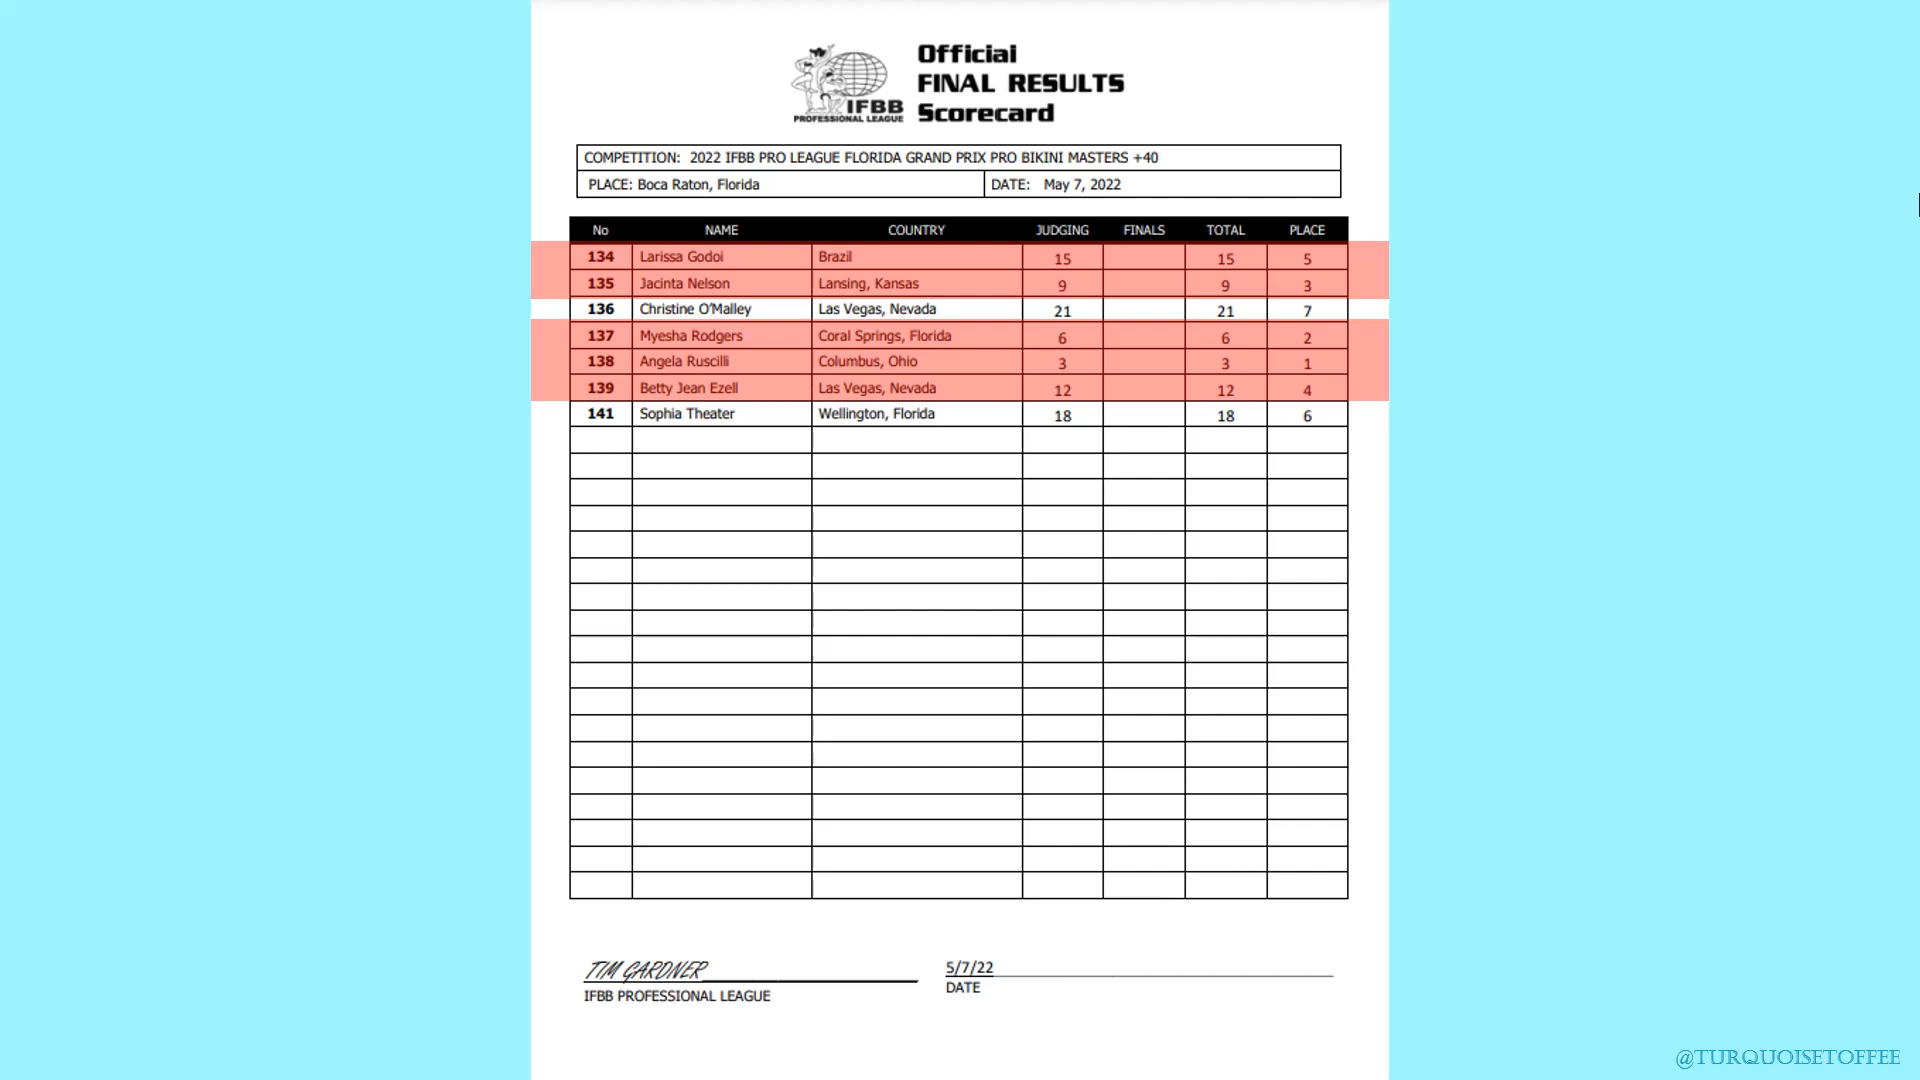 Official
FINAL RESULTS
Scorecard
IFBB
PROFESSIONAL LEAGUE
COMPETITION: 2022 IFBB PRO LEAGUE FLORIDA GRAND PRIX PRO BIKINI MASTERS +40
PLACE: Boca Raton, Florida DATE: May 7, 2022
No NAME COUNTRY JUDGING FINALS TOTAL PLACE
134 Larissa Godoi Brazil 15 15 5
135 Jacinta Nelson Lansing, Kansas 9 9 3
136 Christine O'Malley Las Vegas, Nevada 21 21 7
137 Myesha Rodgers Coral Springs, Florida 6 6 2
138 Angela Ruscilli Columbus, Ohio 3 3 1
139 Betty Jean Ezell Las Vegas, Nevada 12 12 4
141 Sophia Theater Wellington, Florida 18 18 6
TIM GARDNER 5/7/22
IFBB PROFESSIONAL LEAGUE DATE
@TURQUOISETOFFEE